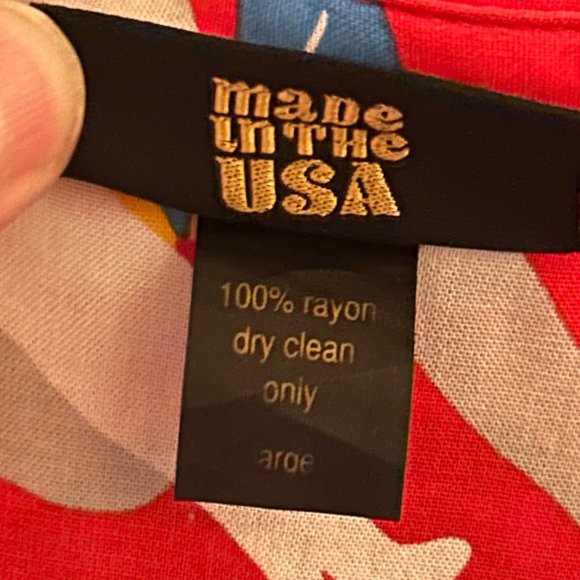 made
in THe
USA
100% rayon
dry clean
only
arge